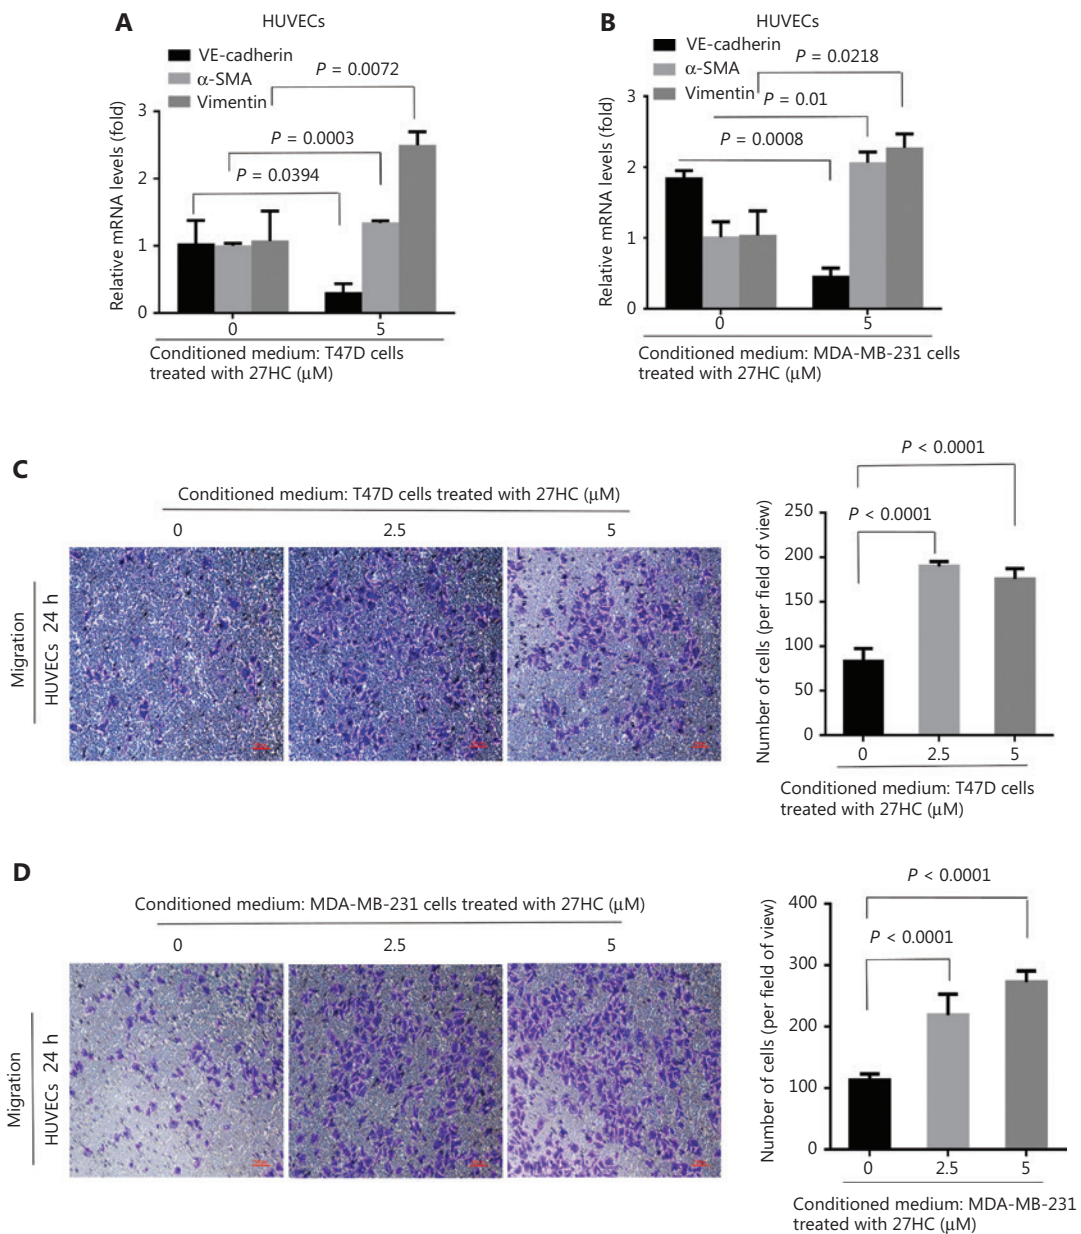 A
HUVECs
VE-cadherin
α-SMA
Vimentin
P = 0.0072
P = 0.0003
P = 0.0394
Relative mRNA levels (fold)
3
2
1
0
0
5
Conditioned medium: T47D cells
treated with 27HC (μM)
B
HUVECs
VE-cadherin
α-SMA
Vimentin
P = 0.0218
P = 0.01
P = 0.0008
Relative mRNA levels (fold)
3
2
1
0
0
5
Conditioned medium: MDA-MB-231 cells
treated with 27HC (μM)
C
Conditioned medium: T47D cells treated with 27HC (μM)
0
2.5
5
Migration
HUVECs 24 h
P < 0.0001
P < 0.0001
Number of cells (per field of view)
250
200
150
100
50
0
0
2.5
5
Conditioned medium: T47D cells
treated with 27HC (μM)
D
Conditioned medium: MDA-MB-231 cells treated with 27HC (μM)
0
2.5
5
Migration
HUVECs 24 h
P < 0.0001
P < 0.0001
Number of cells (per field of view)
400
300
200
100
0
0
2.5
5
Conditioned medium: MDA-MB-231
treated with 27HC (μM)